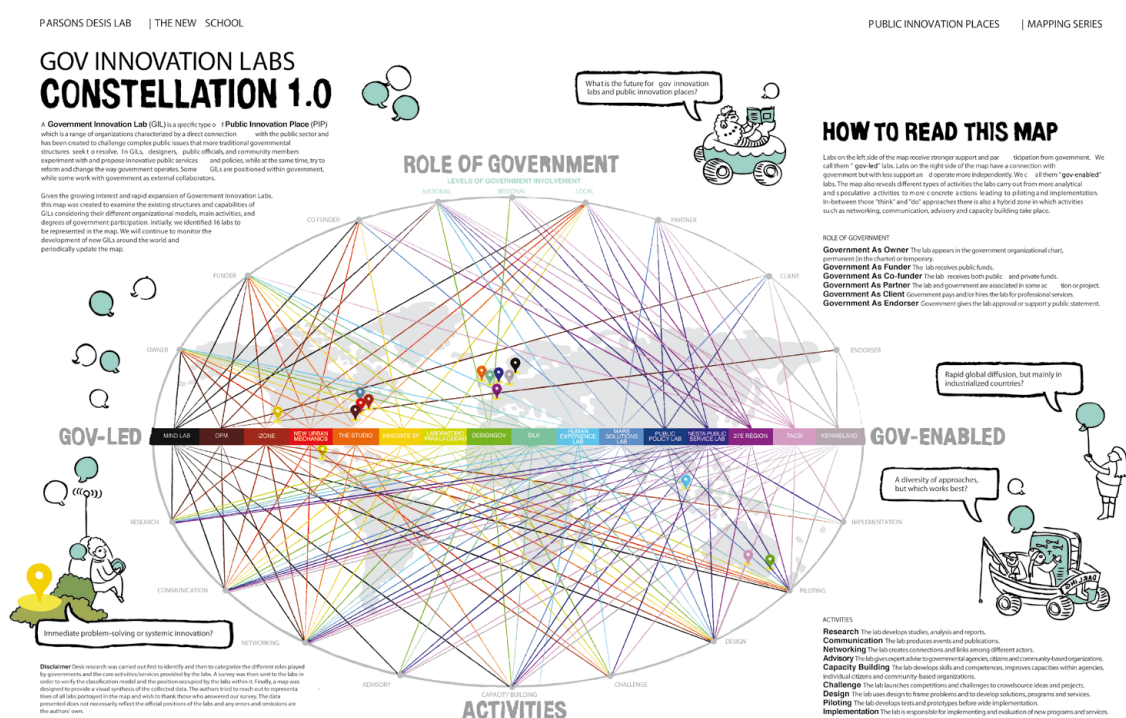 PARSONS DESIS LAB | THE NEW SCHOOL
PUBLIC INNOVATION PLACES | MAPPING SERIES
GOV INNOVATION LABS
CONSTELLATION 1.0
A Government Innovation Lab (GIL) is a specific type o f Public Innovation Place (PIP)
which is a range of organizations characterized by a direct connection with the public sector and
has been created to challenge complex public issues that more traditional governmental
structures seek t o resolve. In GILs, designers, public officials, and community members
experiment with and propose innovative public services and policies, while at the same time, try to
reform and change the way government operates. Some GILs are positioned within government,
while some work with government as external collaborators.
Given the growing interest and rapid expansion of Government Innovation Labs,
this map was created to examine the existing structures and capabilities of
GILs considering their different organizational models, main activities, and
degrees of government participation. Initially, we identified 16 labs to
be represented in the map. We will continue to monitor the
development of new GILs around the world and
periodically update the map.
What is the future for gov innovation
labs and public innovation places?
HOW TO READ THIS MAP
Labs on the left side of the map receive stronger support and par ticipation from government. We
call them " gov-led" labs. Labs on the right side of the map have a connection with
government but with less support an d operate more independently. We c all them "gov-enabled"
labs. The map also reveals different types of activities the labs carry out from more analytical
and s peculative a ctivities to m ore c oncrete a ctions leading to piloting a nd implementation.
In-between those "think" and "do" approaches there is also a hybrid zone in which activities
su ch as networking, communication, advisory and capacity building take place.
ROLE OF GOVERNMENT
Government As Owner The lab appears in the government organizational chart,
permanent (in the charter) or temporary.
Government As Funder The lab receives public funds.
Government As Co-funder The lab receives both public and private funds.
Government As Partner The lab and government are associated in some ac tion or project.
Government As Client Government pays and/or hires the lab for professional services.
Government As Endorser Government gives the lab approval or support y public statement.
ROLE OF GOVERNMENT
LEVELS OF GOVERNMENT INVOLVEMENT
NATIONAL
REGIONAL
LOCAL
CO FUNDER
PARTNER
FUNDER
CLIENT
OWNER
ENDORSER
Rapid global diffusion, but mainly in
industrialized countries?
GOV-LED
MIND LAB
OPM
iZONE
NEW URBAN
MECHANICS
THE STUDIO
INNOVATE SF
LABORATORIO
PARA LA CIUDAD
DESIGNGOV
SILK
HUMAN
EXPERIENCE
LAB
MARS
SOLUTIONS
LAB
PUBLIC
POLICY LAB
NESTA PUBLIC
SERVICE LAB
27E REGION
TACSI
KENNISLAND
GOV-ENABLED
A diversity of approaches,
but which works best?
RESEARCH
IMPLEMENTATION
COMMUNICATION
PILOTING
NETWORKING
DESIGN
ADVISORY
CHALLENGE
CAPACITY BUILDING
ACTIVITIES
Immediate problem-solving or systemic innovation?
Disclaimer Desk research was carried out first to identify and then to categorize the different roles played
by governments and the core activities/services provided by the labs. A survey was then sent to the labs in
order to verify the classification model and the position occupied by the labs within it. Finally, a map was
designed to provide a visual synthesis of the collected data. The authors tried to reach out to representa
tives of all labs portrayed in the map and wish to thank those who answered our survey. The data
presented does not necessarily reflect the official positions of the labs and any errors and omissions are
the authors' own.
ACTIVITIES
Research The lab develops studies, analysis and reports.
Communication The lab produces events and publications.
Networking The lab creates connections and links among different actors.
Advisory The lab gives expert advise to governmental agencies, citizens and community-based organizations.
Capacity Building The lab develops skills and competences, improves capacities within agencies,
individual citizens and community-based organizations.
Challenge The lab launches competitions and challenges to crowdsource ideas and projects.
Design The lab uses design to frame problems and to develop solutions, programs and services.
Piloting The lab develops tests and prototypes before wide implementation.
Implementation The lab is responsible for implementing and evaluation of new programs and services.